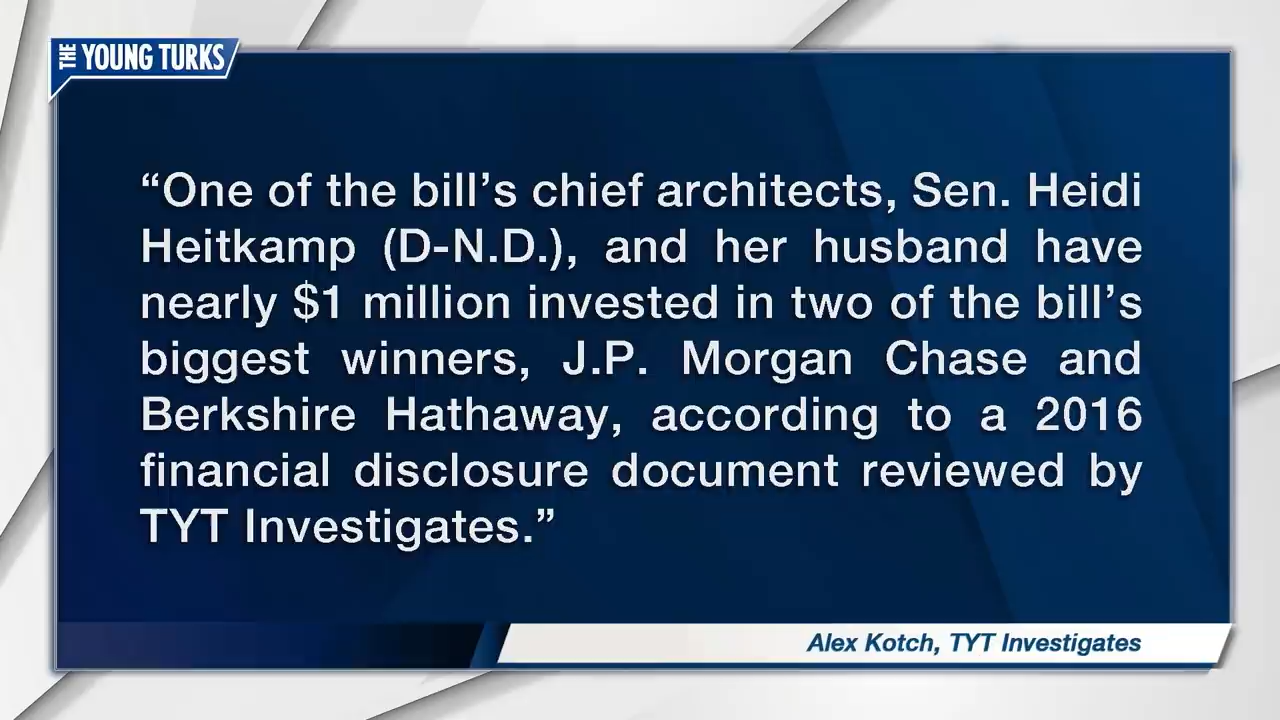 THE YOUNG TURKS
“One of the bill’s chief architects, Sen. Heidi
Heitkamp (D-N.D.), and her husband have
nearly $1 million invested in two of the bill’s
biggest winners, J.P. Morgan Chase and
Berkshire Hathaway, according to a 2016
financial disclosure document reviewed by
TYT Investigates.”
Alex Kotch, TYT Investigates